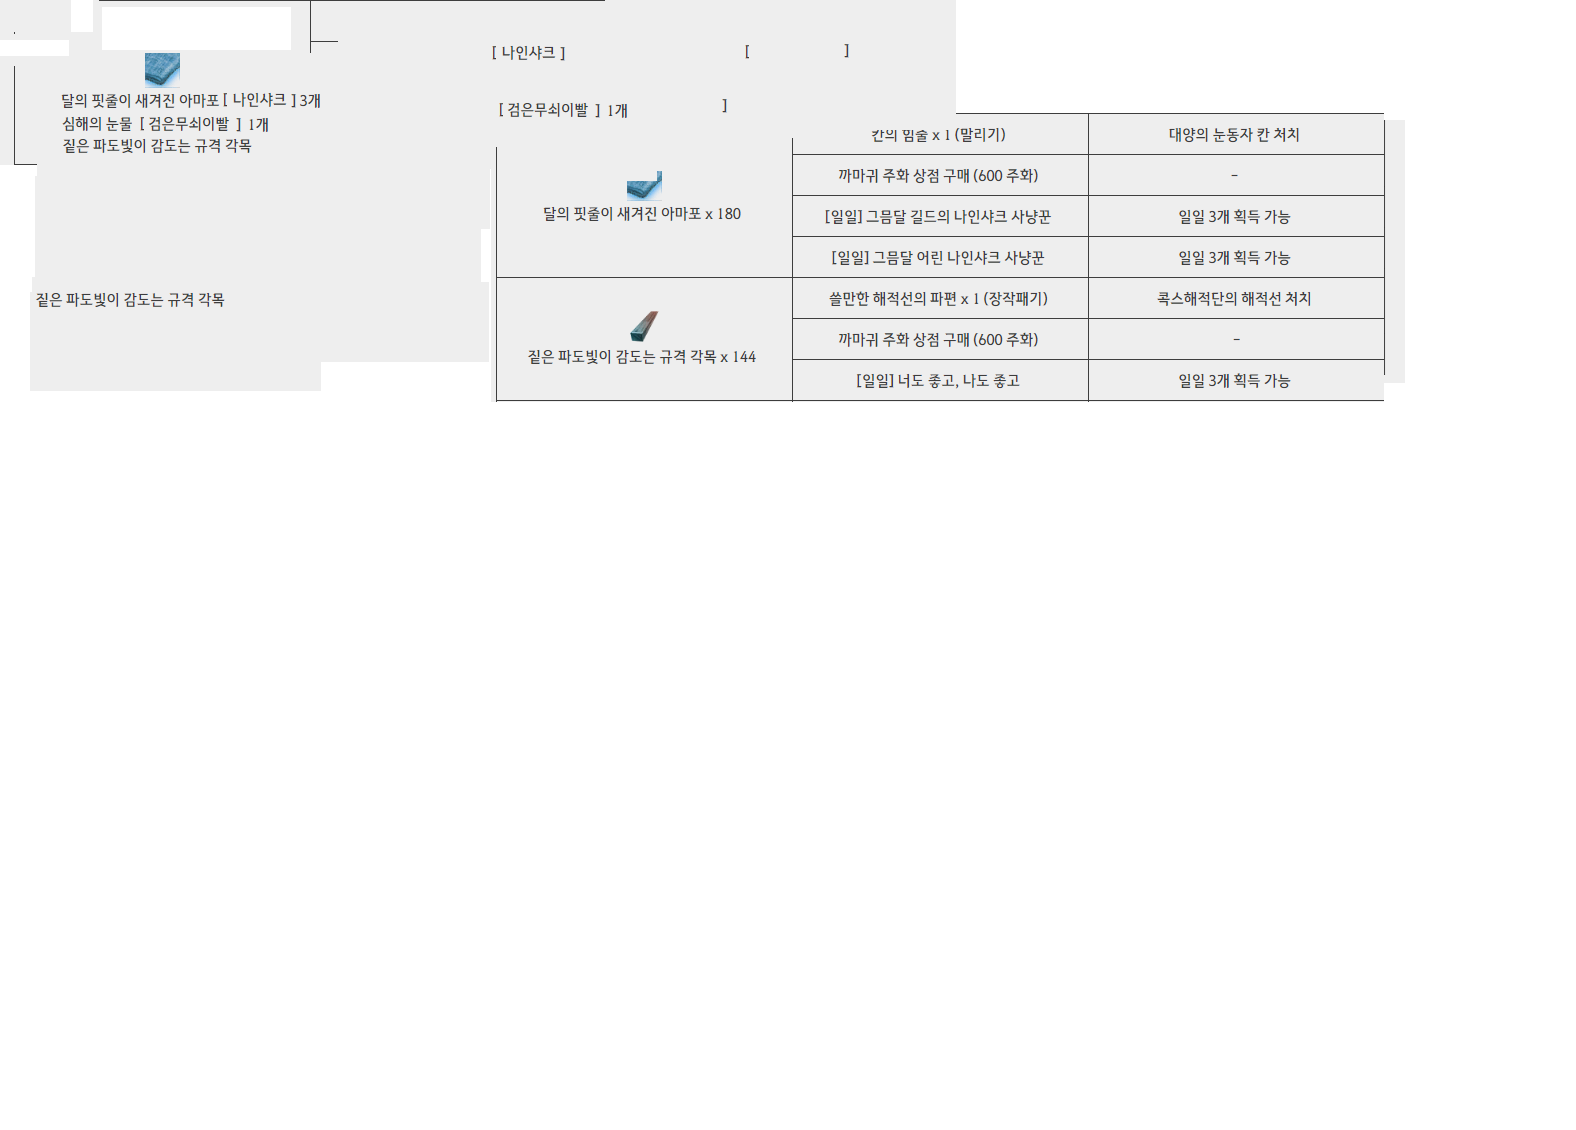 [ 나인샤크 ]
[ ]
달의 핏줄이 새겨진 아마포 [ 나인샤크 ] 3개
심해의 눈물 [ 검은무쇠이빨 ] 1개
짙은 파도빛이 감도는 규격 각목
[ 검은무쇠이빨 ] 1개
]
칸의 힘줄 x 1 (말리기)
대양의 눈동자 칸 처치
까마귀 주화 상점 구매 (600 주화)
-
달의 핏줄이 새겨진 아마포 x 180
[일일] 그믐달 길드의 나인샤크 사냥꾼
일일 3개 획득 가능
[일일] 그믐달 어린 나인샤크 사냥꾼
일일 3개 획득 가능
짙은 파도빛이 감도는 규격 각목
쓸만한 해적선의 파편 x 1 (장작패기)
콕스해적단의 해적선 처치
까마귀 주화 상점 구매 (600 주화)
-
짙은 파도빛이 감도는 규격 각목 x 144
[일일] 너도 좋고, 나도 좋고
일일 3개 획득 가능